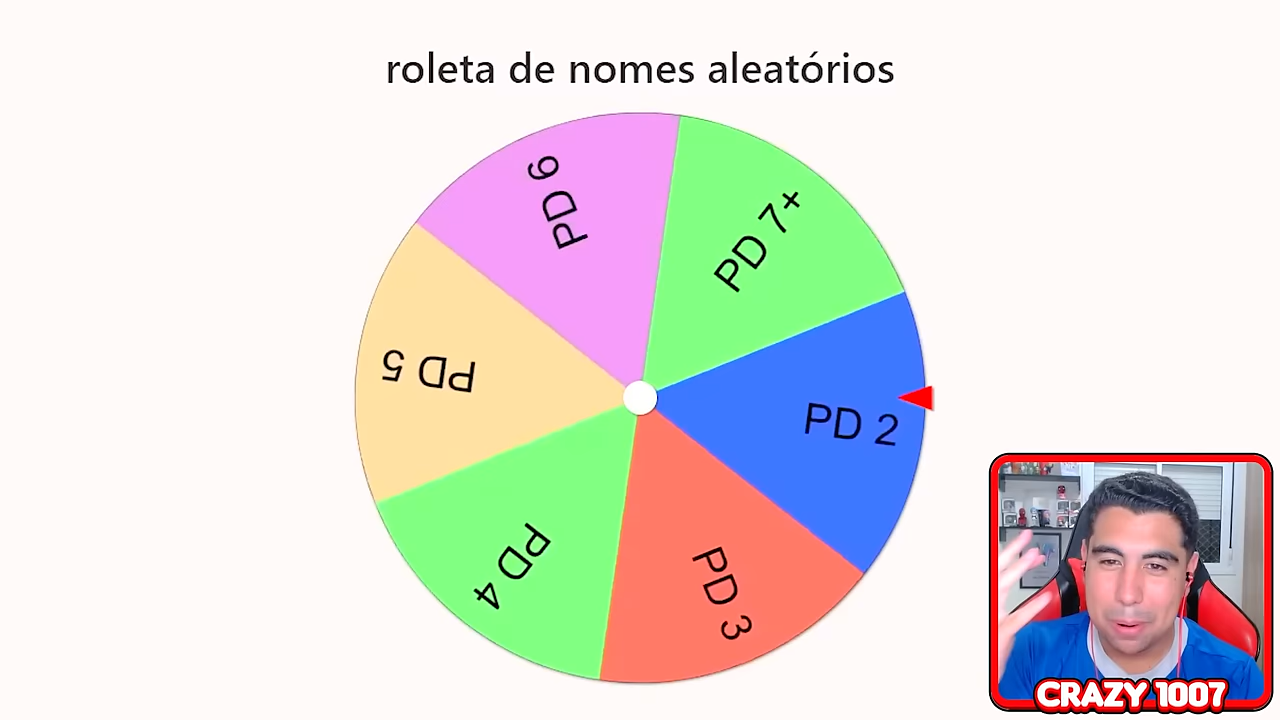 roleta de nomes aleatórios
PD 6
PD 7+
PD 5
PD 2
PD 4
PD 3
CRAZY 1007